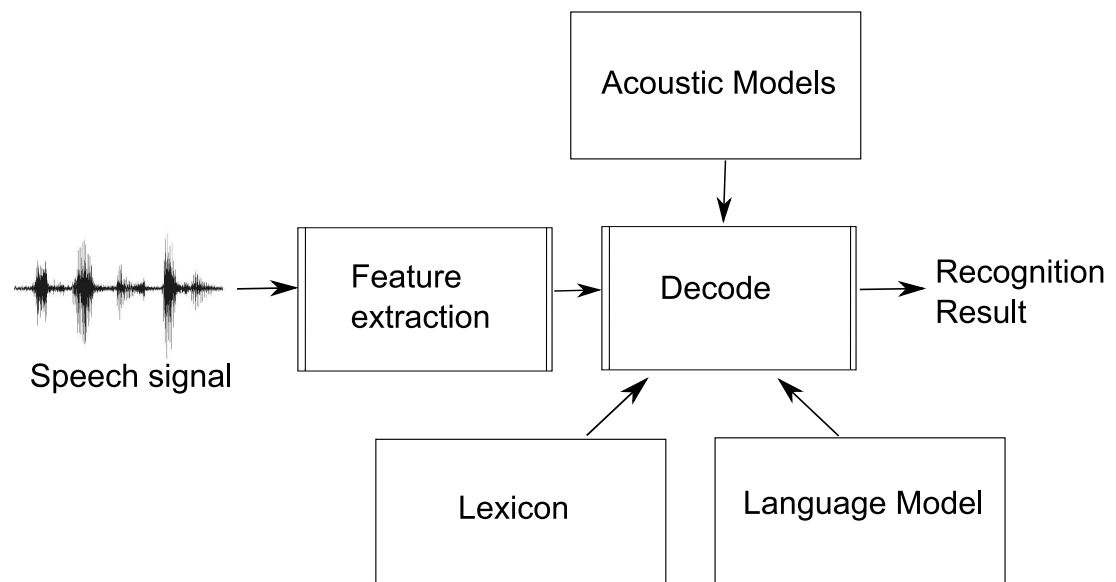 Acoustic Models
Speech signal
Feature
extraction
Decode
Recognition
Result
Lexicon
Language Model